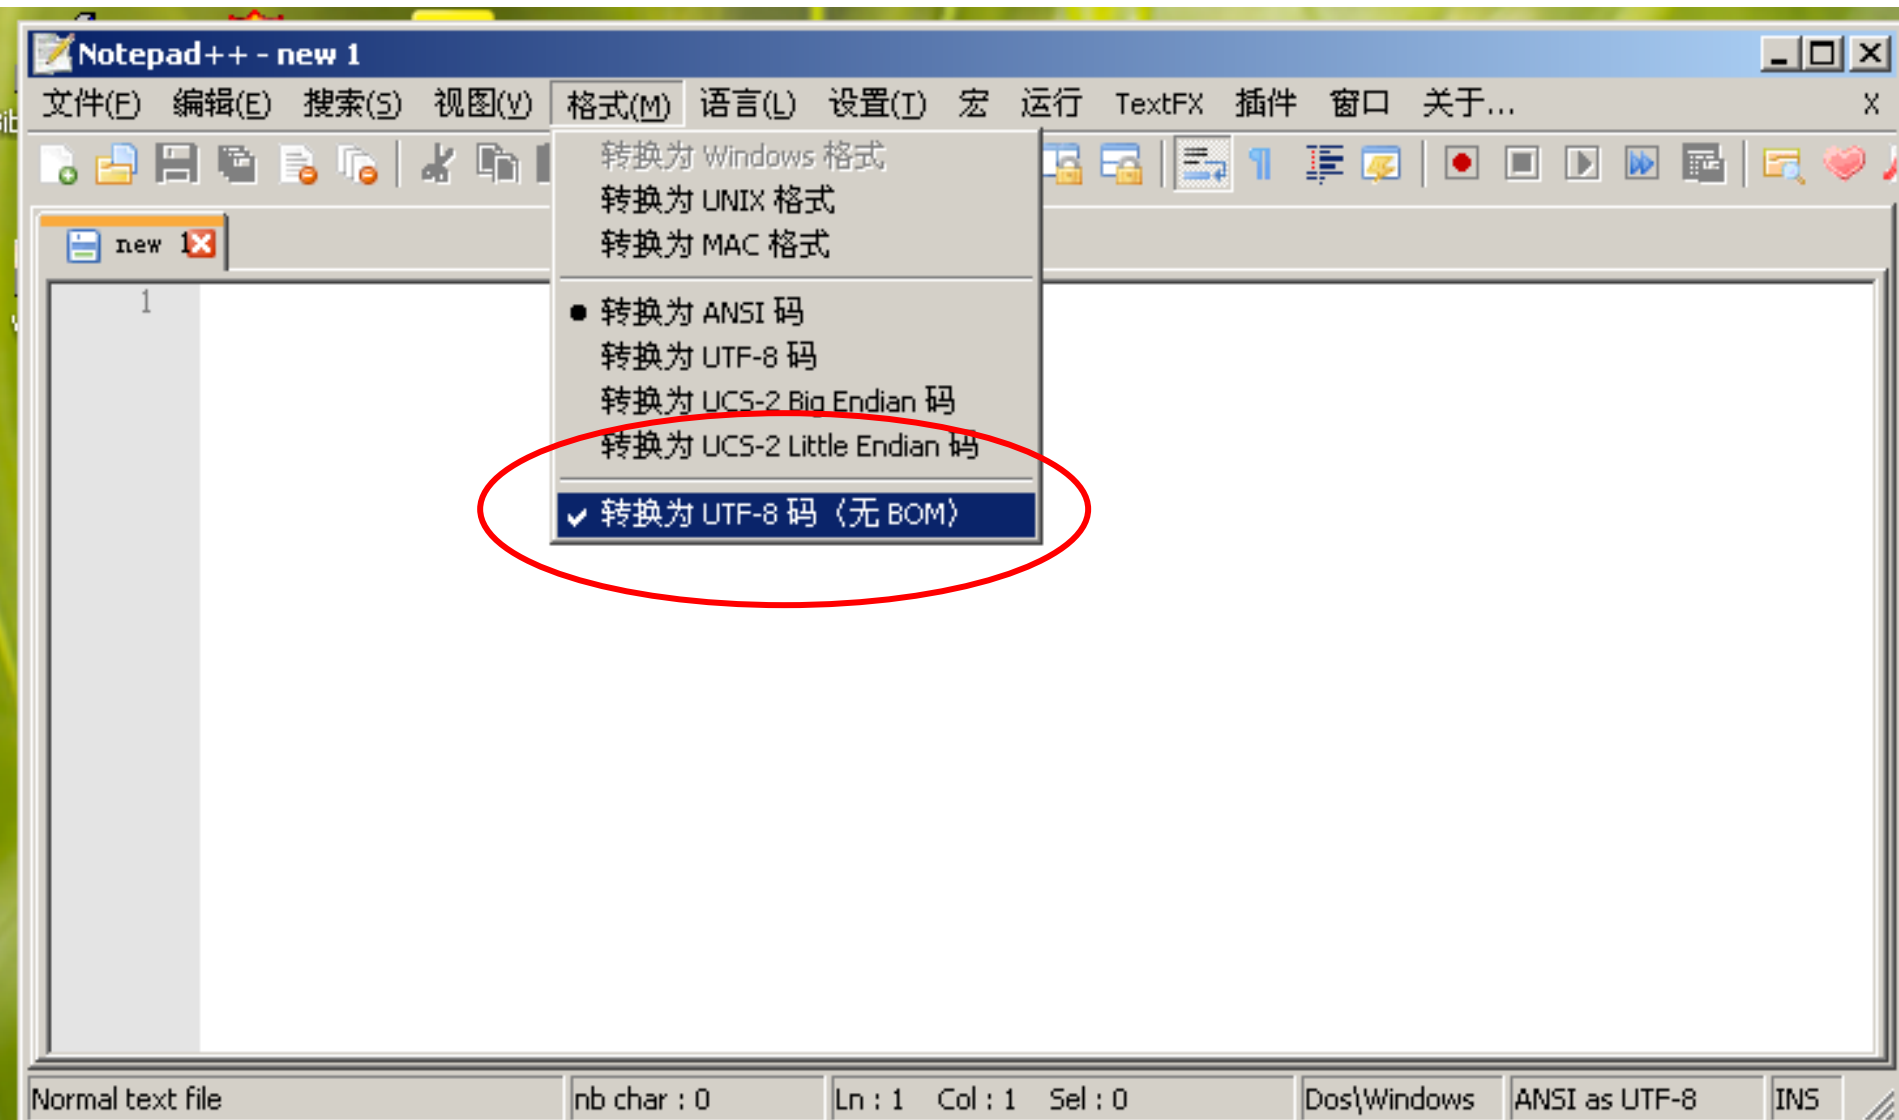 Notepad++ - new 1
文件(F) 编辑(E) 搜索(S) 视图(V) 格式(M) 语言(L) 设置(T) 宏 运行 TextFX 插件 窗口 关于... X
转换为 Windows 格式
转换为 UNIX 格式
转换为 MAC 格式
new 1
1
转换为 ANSI 码
转换为 UTF-8 码
转换为 UCS-2 Big Endian 码
转换为 UCS-2 Little Endian 码
转换为 UTF-8 码（无 BOM）
Normal text file nb char : 0 Ln : 1 Col : 1 Sel : 0 Dos\Windows ANSI as UTF-8 INS